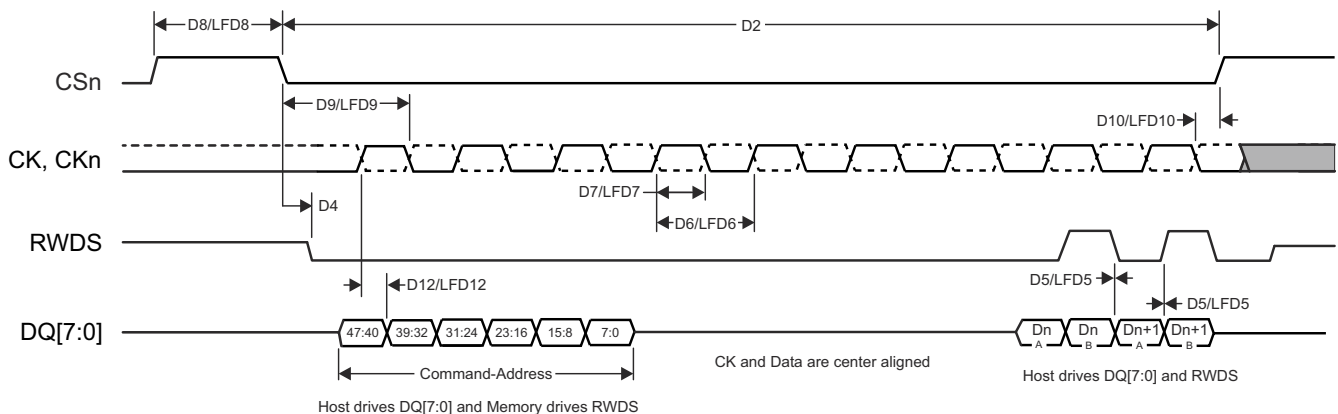 D8/LFD8
D2
CSn
D9/LFD9
D10/LFD10
CK, CKn
D7/LFD7
D4
D6/LFD6
RWDS
D12/LFD12
D5/LFD5
D5/LFD5
DQ[7:0]
47:40 39:32 31:24 23:16 15:8 7:0
Dn Dn Dn+1 Dn+1
A B A B
Command-Address
CK and Data are center aligned
Host drives DQ[7:0] and RWDS
Host drives DQ[7:0] and Memory drives RWDS